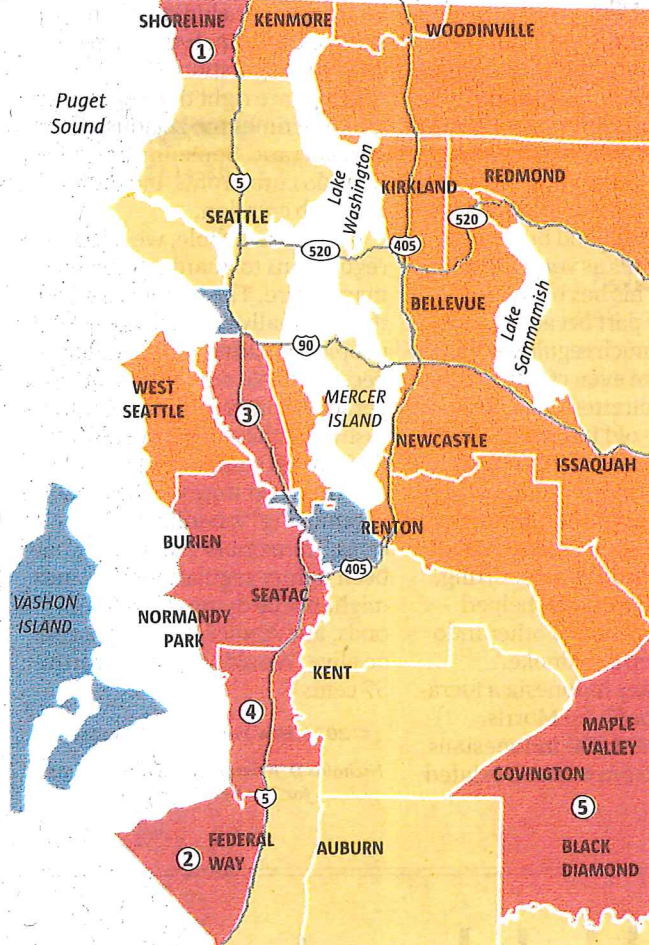 SHORELINE
1
KENMORE
WOODINVILLE
Puget
Sound
5
SEATTLE
Lake
Washington
KIRKLAND
REDMOND
520
520
405
BELLEVUE
Lake
Sammamish
90
WEST
SEATTLE
3
MERCER
ISLAND
NEWCASTLE
ISSAQUAH
RENTON
BURIEN
405
SEATAC
VASHON
ISLAND
NORMANDY
PARK
KENT
4
MAPLE
VALLEY
COVINGTON
5
5
FEDERAL
WAY
2
AUBURN
BLACK
DIAMOND